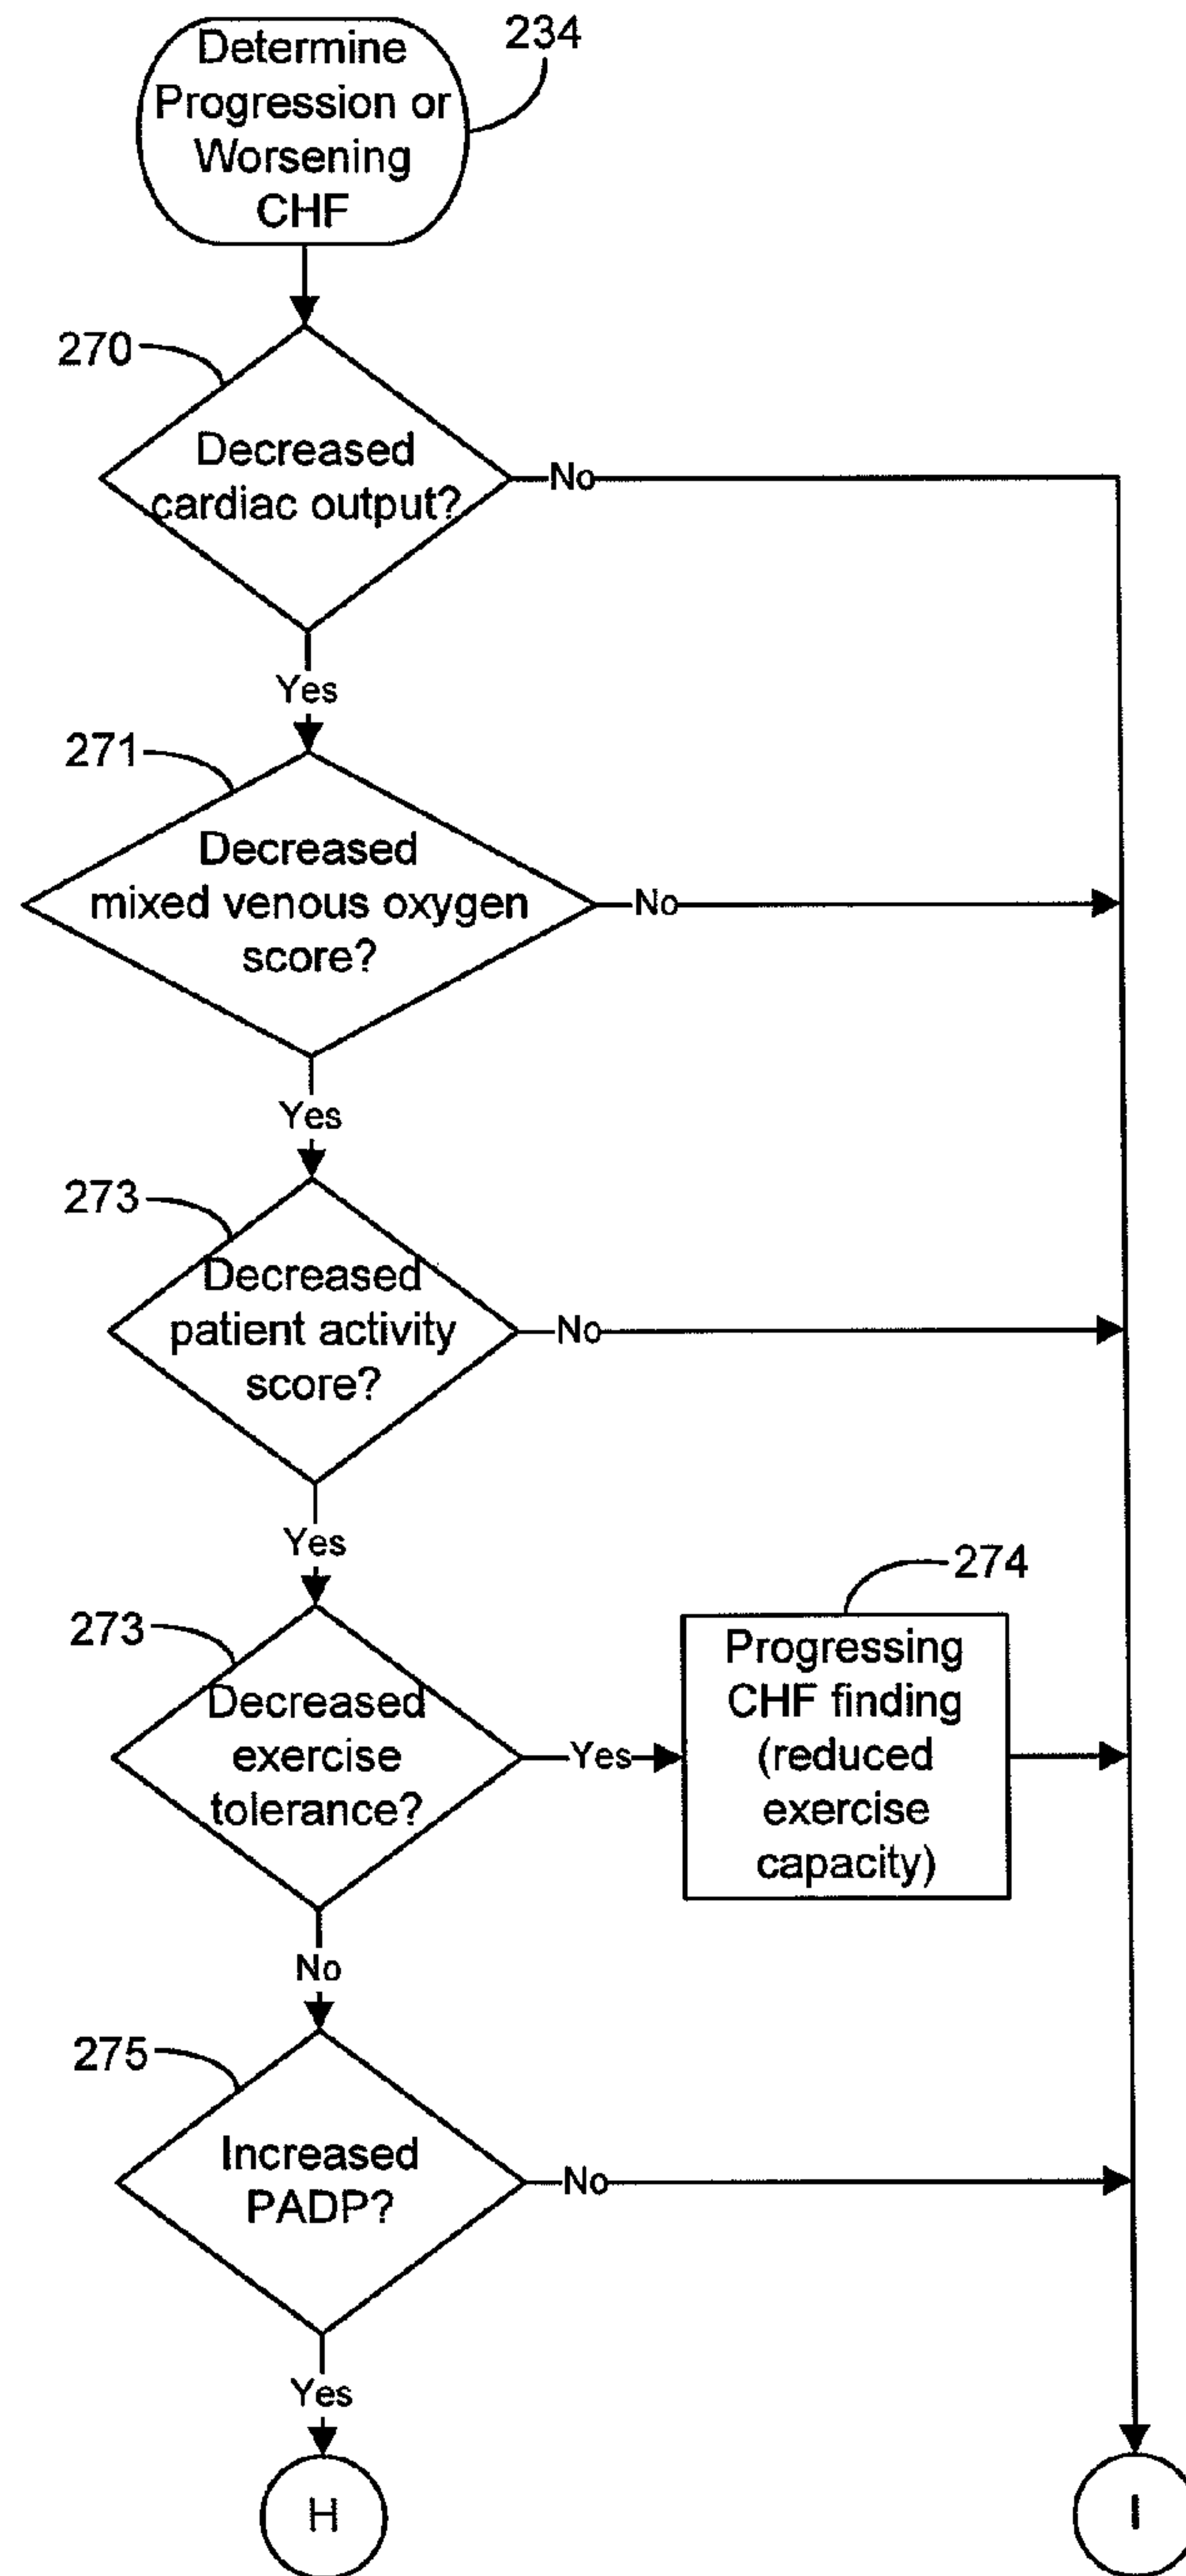 Determine
Progression or
Worsening
CHF
234
270
Decreased
cardiac output?
No
Yes
271
Decreased
mixed venous oxygen
score?
No
Yes
273
Decreased
patient activity
score?
No
Yes
273
Decreased
exercise
tolerance?
Yes
274
Progressing
CHF finding
(reduced
exercise
capacity)
No
275
Increased
PADP?
No
Yes
H
I